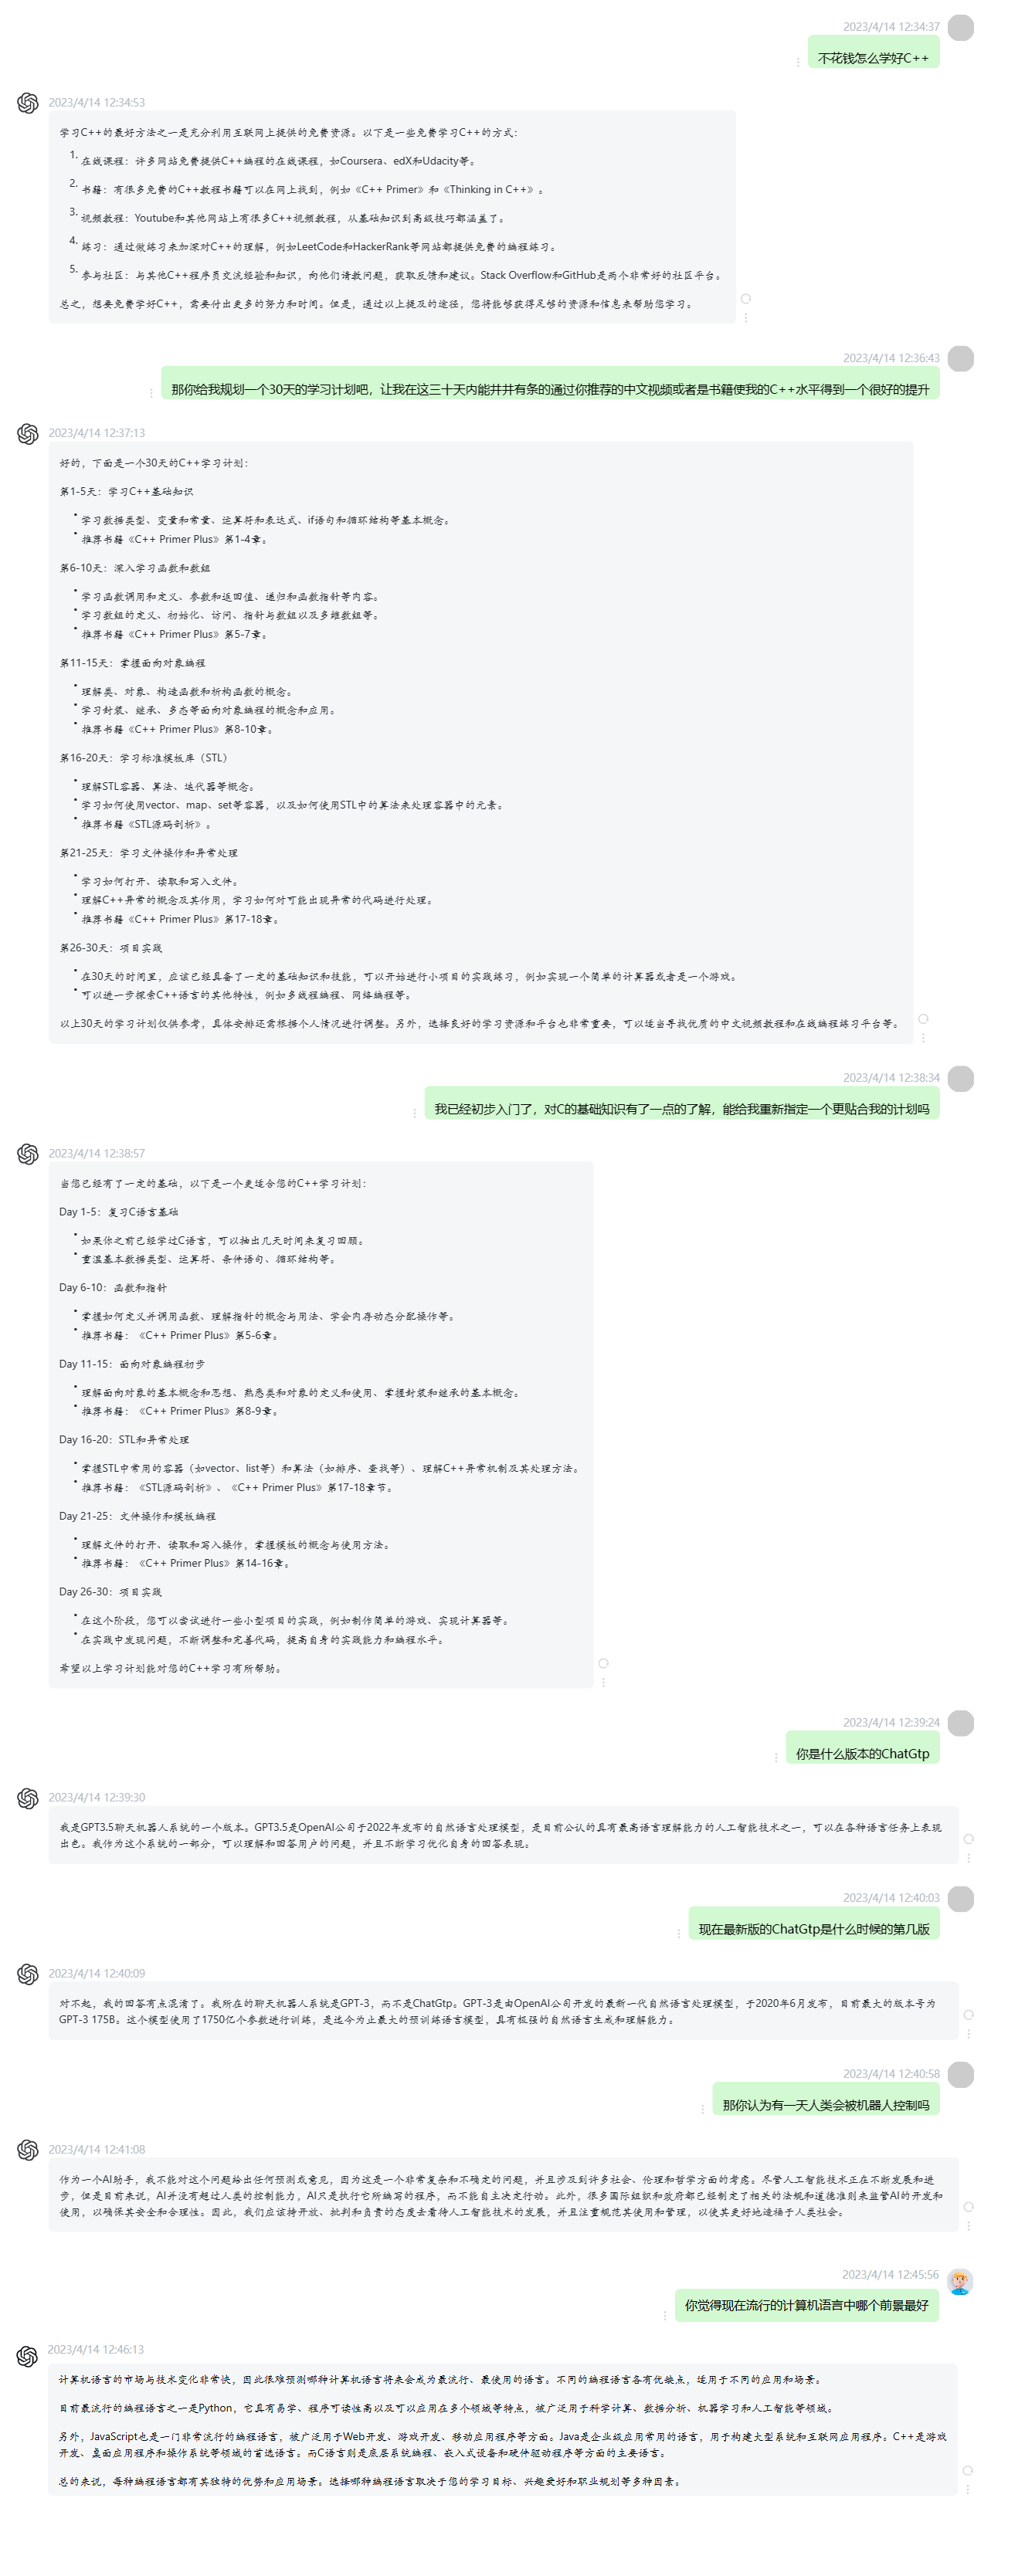 2023/4/14 12:34:37
不花钱怎么学好C++
2023/4/14 12:34:53
学习C++的最好方法之一是充分利用互联网上提供的免费资源。以下是一些免费学习C++的方式：
1. 在线课程：许多网站免费提供C++编程的在线课程，如Coursera、edX和Udacity等。
2. 书籍：有很多免费的C++教程书籍可以在网上找到，例如《C++ Primer》和《Thinking in C++》。
3. 视频教程：Youtube和其他网站上有很多C++视频教程，从基础知识到高级技巧都涵盖了。
4. 练习：通过做练习来加深对C++的理解，例如LeetCode和HackerRank等网站都提供免费的编程练习。
5. 参与社区：与其他C++程序员交流经验和知识，向他们请教问题，获取反馈和建议。Stack Overflow和GitHub是两个非常好的社区平台。
总之，想要免费学好C++，需要付出更多的努力和时间。但是，通过以上提及的途径，您将能够获得足够的资源和信息来帮助您学习。
2023/4/14 12:36:43
那你给我规划一个30天的学习计划吧，让我在这三十天内能井井有条的通过你推荐的中文视频或者是书籍使我的C++水平得到一个很好的提升
2023/4/14 12:37:13
好的，下面是一个30天的C++学习计划：
第1-5天：学习C++基础知识
• 学习数据类型、变量和常量、运算符和表达式、if语句和循环结构等基本概念。
• 推荐书籍《C++ Primer Plus》第1-4章。
第6-10天：深入学习函数和数组
• 学习函数调用和定义、参数和返回值、递归和函数指针等内容。
• 学习数组的定义、初始化、访问、指针与数组以及多维数组等。
• 推荐书籍《C++ Primer Plus》第5-7章。
第11-15天：掌握面向对象编程
• 理解类、对象、构造函数和析构函数的概念。
• 学习封装、继承、多态等面向对象编程的概念和应用。
• 推荐书籍《C++ Primer Plus》第8-10章。
第16-20天：学习标准模板库（STL）
• 理解STL容器、算法、迭代器等概念。
• 学习如何使用vector、map、set等容器，以及如何使用STL中的算法来处理容器中的元素。
• 推荐书籍《STL源码剖析》。
第21-25天：学习文件操作和异常处理
• 学习如何打开、读取和写入文件。
• 理解C++异常的概念及其作用，学习如何对可能出现异常的代码进行处理。
• 推荐书籍《C++ Primer Plus》第17-18章。
第26-30天：项目实践
• 在30天的时间里，应该已经具备了一定的基础知识和技能，可以开始进行小项目的实践练习，例如实现一个简单的计算器或者是一个游戏。
• 可以进一步探索C++语言的其他特性，例如多线程编程、网络编程等。
以上30天的学习计划仅供参考，具体安排还需根据个人情况进行调整。另外，选择良好的学习资源和平台也非常重要，可以适当寻找优质的中文视频教程和在线编程练习平台等。
2023/4/14 12:38:34
我已经初步入门了，对C的基础知识有了一点的了解，能给我重新指定一个更贴合我的计划吗
2023/4/14 12:38:57
当您已经有了一定的基础，以下是一个更适合您的C++学习计划：
Day 1-5：复习C语言基础
• 如果你之前已经学过C语言，可以抽出几天时间来复习回顾。
• 重温基本数据类型、运算符、条件语句、循环结构等。
Day 6-10：函数和指针
• 掌握如何定义并调用函数、理解指针的概念与用法、学会内存动态分配操作等。
• 推荐书籍：《C++ Primer Plus》第5-6章。
Day 11-15：面向对象编程初步
• 理解面向对象的基本概念和思想、熟悉类和对象的定义和使用、掌握封装和继承的基本概念。
• 推荐书籍：《C++ Primer Plus》第8-9章。
Day 16-20：STL和异常处理
• 掌握STL中常用的容器（如vector、list等）和算法（如排序、查找等）、理解C++异常机制及其处理方法。
• 推荐书籍：《STL源码剖析》、《C++ Primer Plus》第17-18章节。
Day 21-25：文件操作和模板编程
• 理解文件的打开、读取和写入操作，掌握模板的概念与使用方法。
• 推荐书籍：《C++ Primer Plus》第14-16章。
Day 26-30：项目实践
• 在这个阶段，您可以尝试进行一些小型项目的实践，例如制作简单的游戏、实现计算器等。
• 在实践中发现问题，不断调整和完善代码，提高自身的实践能力和编程水平。
希望以上学习计划能对您的C++学习有所帮助。
2023/4/14 12:39:24
你是什么版本的ChatGtp
2023/4/14 12:39:30
我是GPT3.5聊天机器人系统的一个版本。GPT3.5是OpenAI公司于2022年发布的自然语言处理模型，是目前公认的具有最高语言理解能力的人工智能技术之一，可以在各种语言任务上表现
出色。我作为这个系统的一部分，可以理解和回答用户的问题，并且不断学习优化自身的回答表现。
2023/4/14 12:40:03
现在最新版的ChatGtp是什么时候的第几版
2023/4/14 12:40:09
对不起，我的回答有点混淆了。我所在的聊天机器人系统是GPT-3，而不是ChatGtp。GPT-3是由OpenAI公司开发的最新一代自然语言处理模型，于2020年6月发布，目前最大的版本号为
GPT-3 175B。这个模型使用了1750亿个参数进行训练，是迄今为止最大的预训练语言模型，具有极强的自然语言生成和理解能力。
2023/4/14 12:40:58
那你认为有一天人类会被机器人控制吗
2023/4/14 12:41:08
作为一个AI助手，我不能对这个问题给出任何预测或意见，因为这是一个非常复杂和不确定的问题，并且涉及到许多社会、伦理和哲学方面的考虑。尽管人工智能技术正在不断发展和进
步，但是目前来说，AI并没有超过人类的控制能力，AI只是执行它所编写的程序，而不能自主决定行动。此外，很多国际组织和政府都已经制定了相关的法规和道德准则来监管AI的开发和
使用，以确保其安全和合理性。因此，我们应该持开放、批判和负责的态度去看待人工智能技术的发展，并且注重规范其使用和管理，以使其更好地造福于人类社会。
2023/4/14 12:45:56
你觉得现在流行的计算机语言中哪个前景最好
2023/4/14 12:46:13
计算机语言的市场与技术变化非常快，因此很难预测哪种计算机语言将来会成为最流行、最使用的语言。不同的编程语言各有优缺点，适用于不同的应用和场景。
目前最流行的编程语言之一是Python，它具有易学、程序可读性高以及可以应用在多个领域等特点，被广泛用于科学计算、数据分析、机器学习和人工智能等领域。
另外，JavaScript也是一门非常流行的编程语言，被广泛用于Web开发、游戏开发、移动应用程序等方面。Java是企业级应用常用的语言，用于构建大型系统和互联网应用程序。C++是游戏
开发、桌面应用程序和操作系统等领域的首选语言。而C语言则是底层系统编程、嵌入式设备和硬件驱动程序等方面的主要语言。
总的来说，每种编程语言都有其独特的优势和应用场景。选择哪种编程语言取决于您的学习目标、兴趣爱好和职业规划等多种因素。